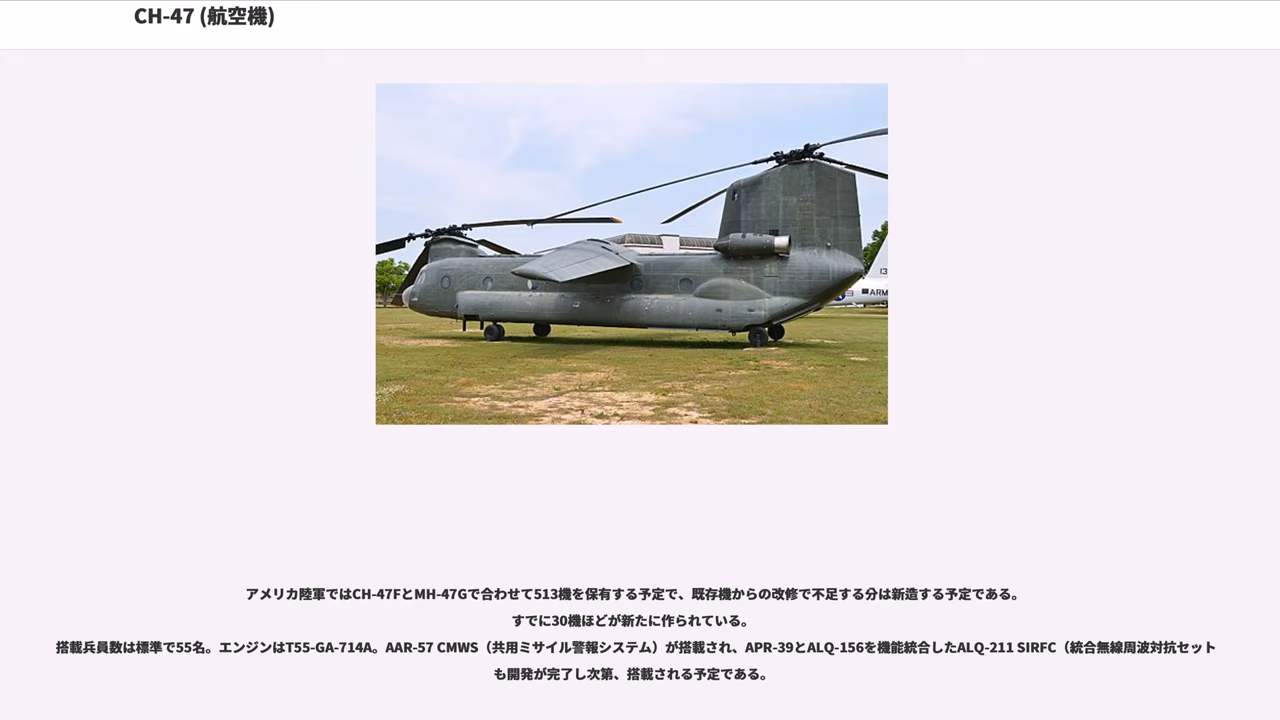 CH-47 (航空機)
13
ARM
アメリカ陸軍ではCH-47FとMH-47Gで合わせて513機を保有する予定で、既存機からの改修で不足する分は新造する予定である。
すでに30機ほどが新たに作られている。
搭載兵員数は標準で55名。エンジンはT55-GA-714A。AAR-57 CMWS（共用ミサイル警報システム）が搭載され、APR-39とALQ-156を機能統合したALQ-211 SIRFC（統合無線周波対抗セット
も開発が完了し次第、搭載される予定である。